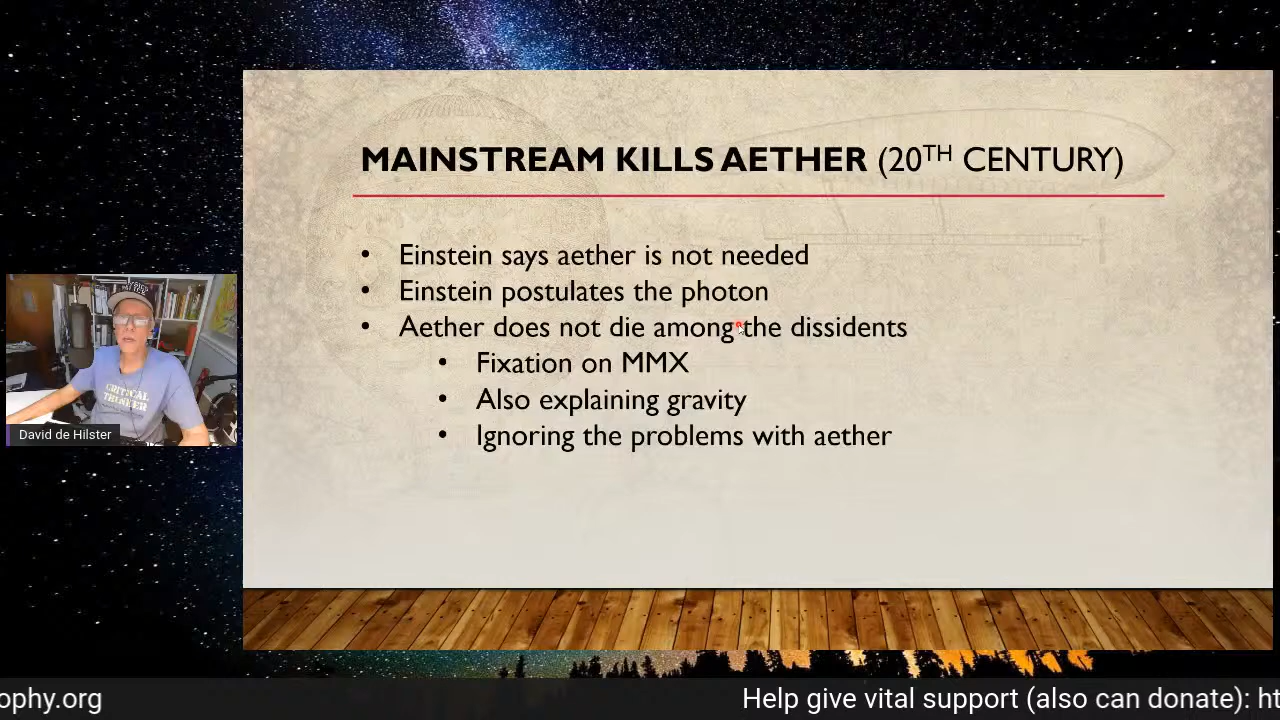 MAINSTREAM KILLS AETHER (20TH CENTURY)
• Einstein says aether is not needed
• Einstein postulates the photon
• Aether does not die among the dissidents
• Fixation on MMX
• Also explaining gravity
• Ignoring the problems with aether
CRITICAL
THINKER
David de Hilster
ophy.org
Help give vital support (also can donate): ht